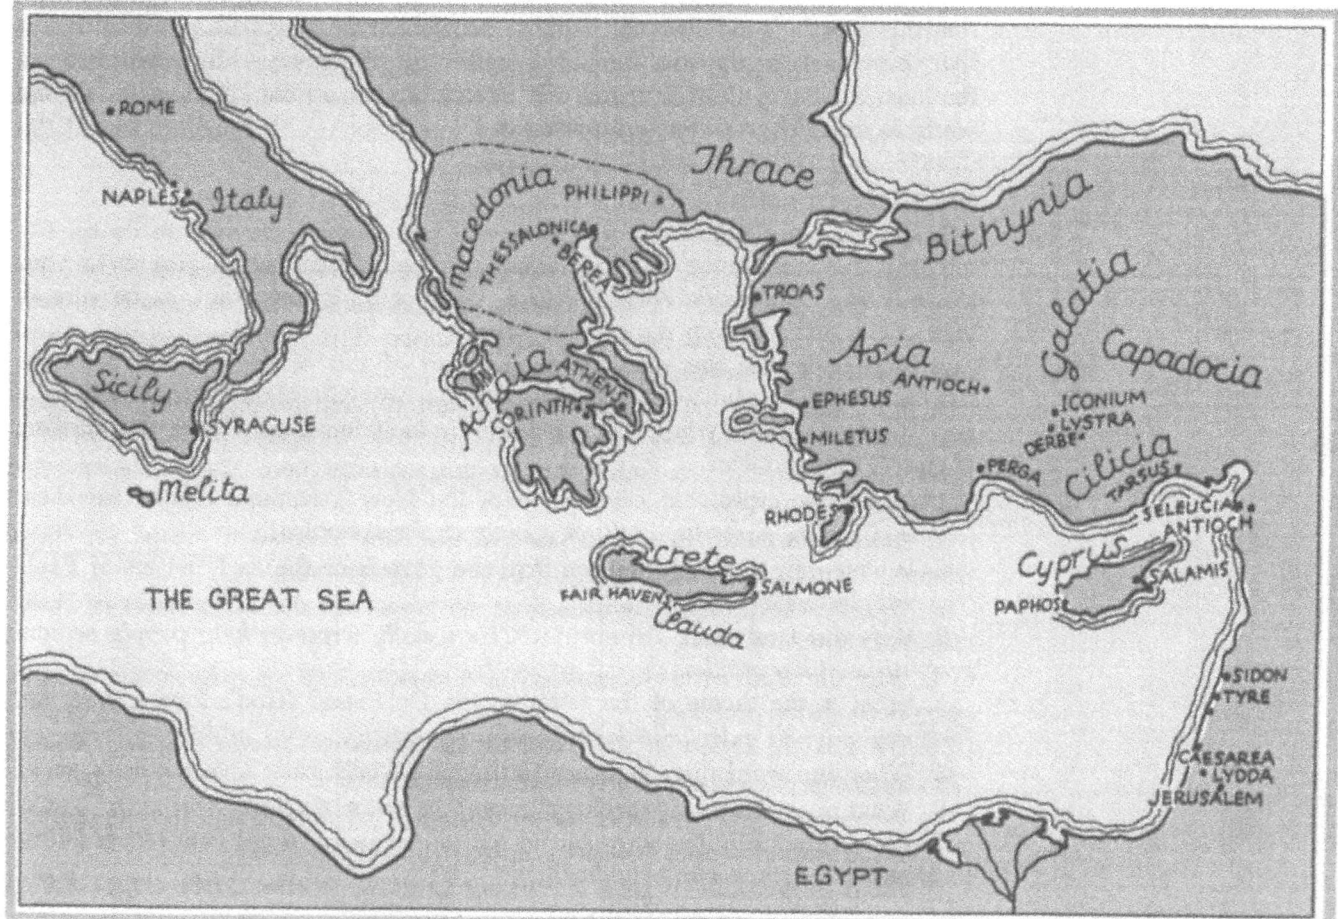 ROME
NAPLES
Italy
Sicily
SYRACUSE
Melita
THE GREAT SEA
Macedonia
PHILIPPI
THESSALONICA
BEREA
Thrace
ATHENS
CORINTH
Bithynia
TROAS
Asia
ANTIOCH
Galatia
Capadocia
EPHESUS
MILETUS
ICONIUM
LYSTRA
DERBE
PERGA
Cilicia
TARSUS
SELEUCIA
ANTIOCH
RHODES
Crete
FAIR HAVENS
SALMONE
Clauda
Cyprus
SALAMIS
PAPHOS
SIDON
TYRE
CAESAREA
LYDDA
JERUSALEM
EGYPT